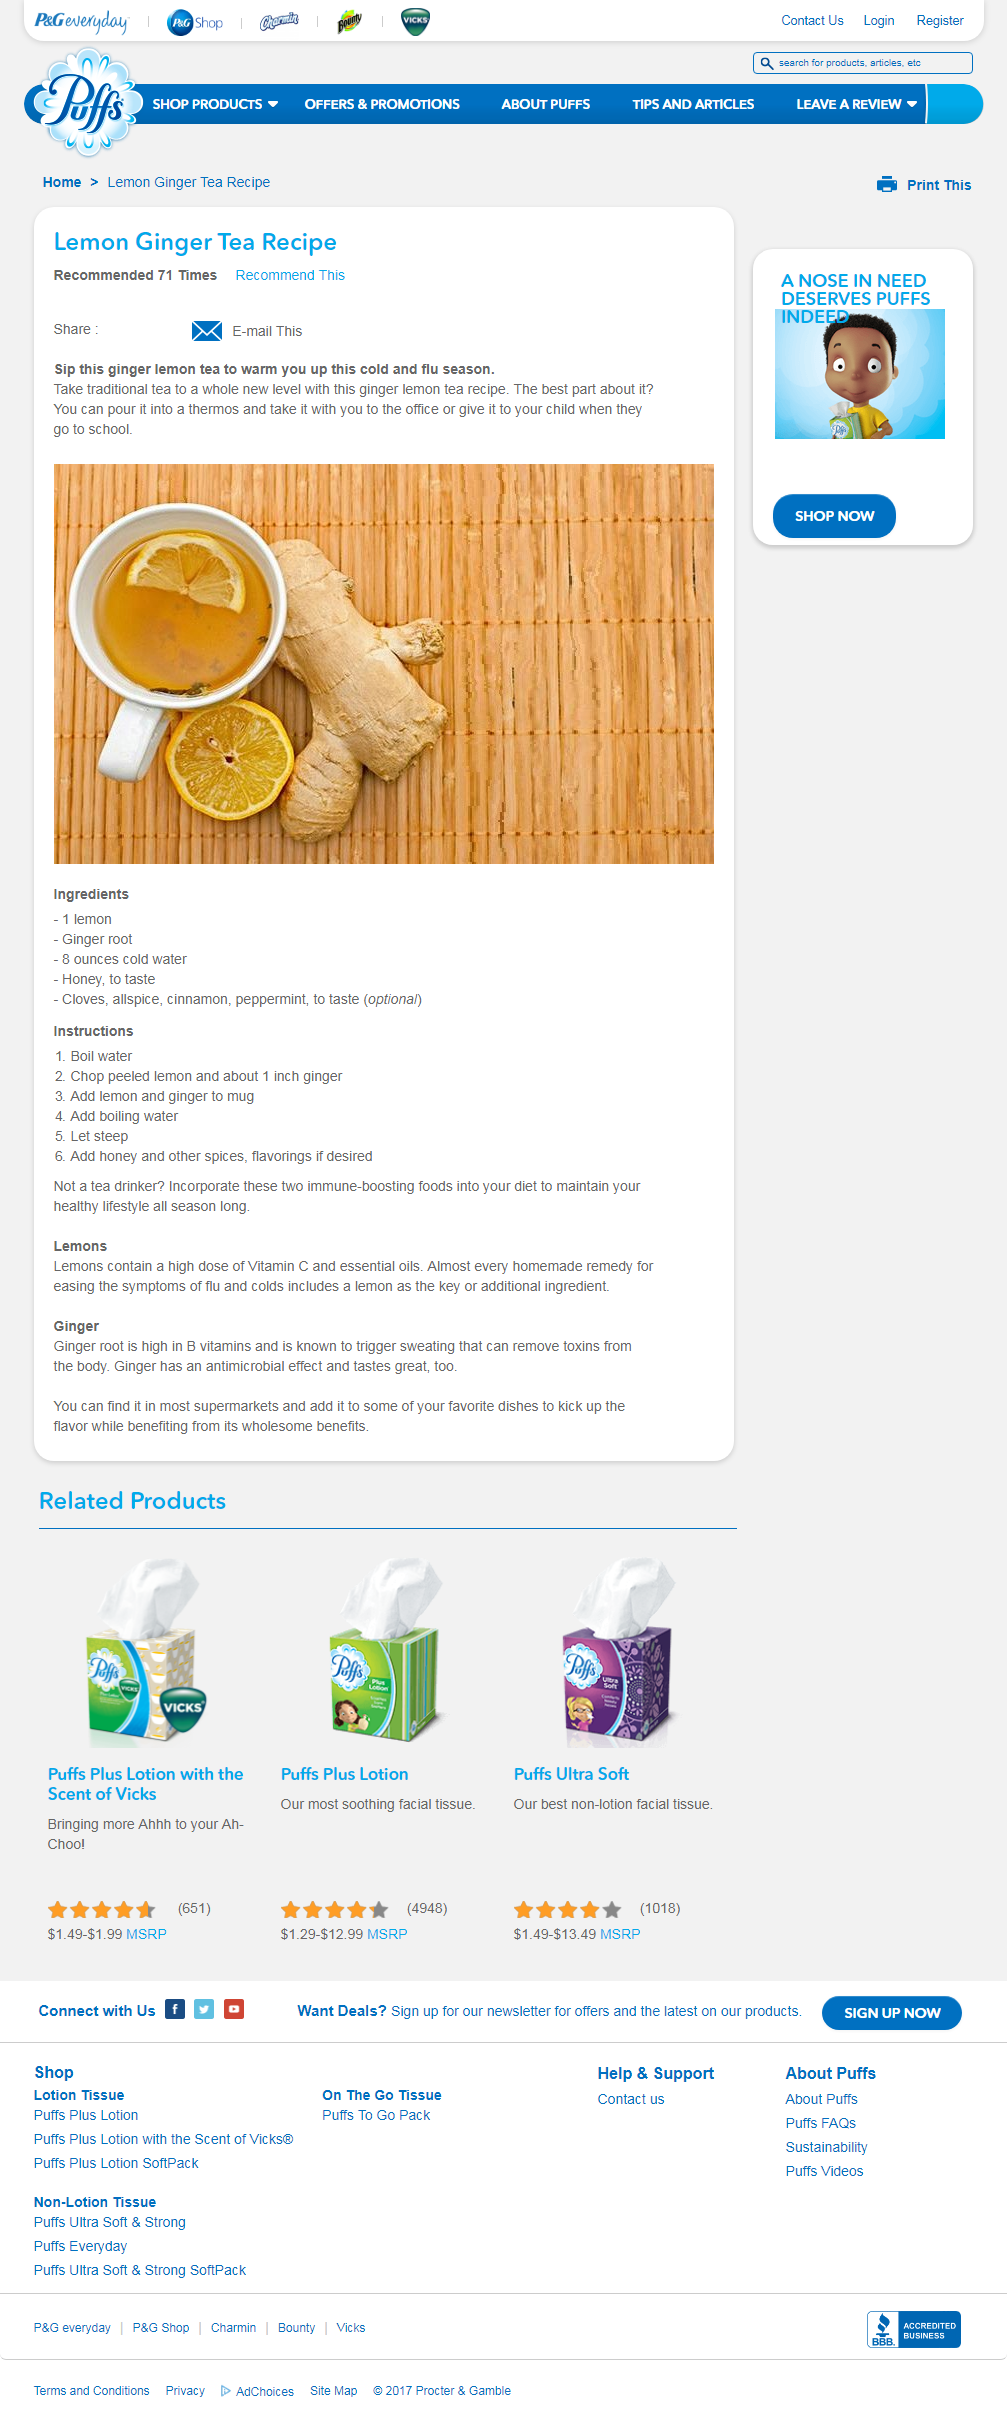 P&G everyday | P&G Shop | Charmin | Bounty | VICKS
Contact Us Login Register
search for products, articles, etc
Puffs
SHOP PRODUCTS OFFERS & PROMOTIONS ABOUT PUFFS TIPS AND ARTICLES LEAVE A REVIEW
Home > Lemon Ginger Tea Recipe
Print This
Lemon Ginger Tea Recipe
Recommended 71 Times Recommend This
Share : E-mail This
Sip this ginger lemon tea to warm you up this cold and flu season.
Take traditional tea to a whole new level with this ginger lemon tea recipe. The best part about it?
You can pour it into a thermos and take it with you to the office or give it to your child when they
go to school.
A NOSE IN NEED
DESERVES PUFFS
INDEED
Puffs
SHOP NOW
Ingredients
- 1 lemon
- Ginger root
- 8 ounces cold water
- Honey, to taste
- Cloves, allspice, cinnamon, peppermint, to taste (optional)
Instructions
1. Boil water
2. Chop peeled lemon and about 1 inch ginger
3. Add lemon and ginger to mug
4. Add boiling water
5. Let steep
6. Add honey and other spices, flavorings if desired
Not a tea drinker? Incorporate these two immune-boosting foods into your diet to maintain your
healthy lifestyle all season long.
Lemons
Lemons contain a high dose of Vitamin C and essential oils. Almost every homemade remedy for
easing the symptoms of flu and colds includes a lemon as the key or additional ingredient.
Ginger
Ginger root is high in B vitamins and is known to trigger sweating that can remove toxins from
the body. Ginger has an antimicrobial effect and tastes great, too.
You can find it in most supermarkets and add it to some of your favorite dishes to kick up the
flavor while benefiting from its wholesome benefits.
Related Products
Puffs VICKS VICKS
Puffs Plus Lotion
Puffs Ultra Soft
Puffs Plus Lotion with the
Scent of Vicks
Bringing more Ahhh to your Ah-
Choo!
(651)
$1.49-$1.99 MSRP
Puffs Plus Lotion
Our most soothing facial tissue.
(4948)
$1.29-$12.99 MSRP
Puffs Ultra Soft
Our best non-lotion facial tissue.
(1018)
$1.49-$13.49 MSRP
Connect with Us
Want Deals? Sign up for our newsletter for offers and the latest on our products.
SIGN UP NOW
Shop
Lotion Tissue
Puffs Plus Lotion
Puffs Plus Lotion with the Scent of Vicks®
Puffs Plus Lotion SoftPack
Non-Lotion Tissue
Puffs Ultra Soft & Strong
Puffs Everyday
Puffs Ultra Soft & Strong SoftPack
On The Go Tissue
Puffs To Go Pack
Help & Support
Contact us
About Puffs
About Puffs
Puffs FAQs
Sustainability
Puffs Videos
P&G everyday | P&G Shop | Charmin | Bounty | Vicks
BBB. ACCREDITED
BUSINESS
Terms and Conditions Privacy AdChoices Site Map © 2017 Procter & Gamble